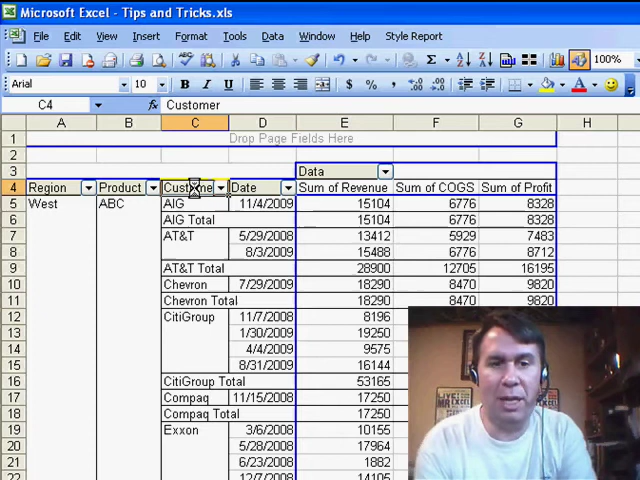 Microsoft Excel - Tips and Tricks.xls
File Edit View Insert Format Tools Data Window Help Style Report
100%
Arial 10 B I U $ %
C4 fx Customer
A B C D E F G H
1 Drop Page Fields Here
2
3 Data
4 Region Product Custome Date Sum of Revenue Sum of COGS Sum of Profit
5 West ABC AIG 11/4/2009 15104 6776 8328
6 AIG Total 15104 6776 8328
7 AT&T 5/29/2008 13412 5929 7483
8 8/3/2009 15488 6776 8712
9 AT&T Total 28900 12705 16195
10 Chevron 7/29/2009 18290 8470 9820
11 Chevron Total 18290 8470 9820
12 CitiGroup 11/7/2008 8196
13 1/30/2009 19250
14 4/4/2009 9575
15 8/31/2009 16144
16 CitiGroup Total 53165
17 Compaq 11/15/2008 17250
18 Compaq Total 17250
19 Exxon 3/6/2008 10155
20 5/28/2008 17964
21 6/23/2008 1882
22 12/7/2008 14105